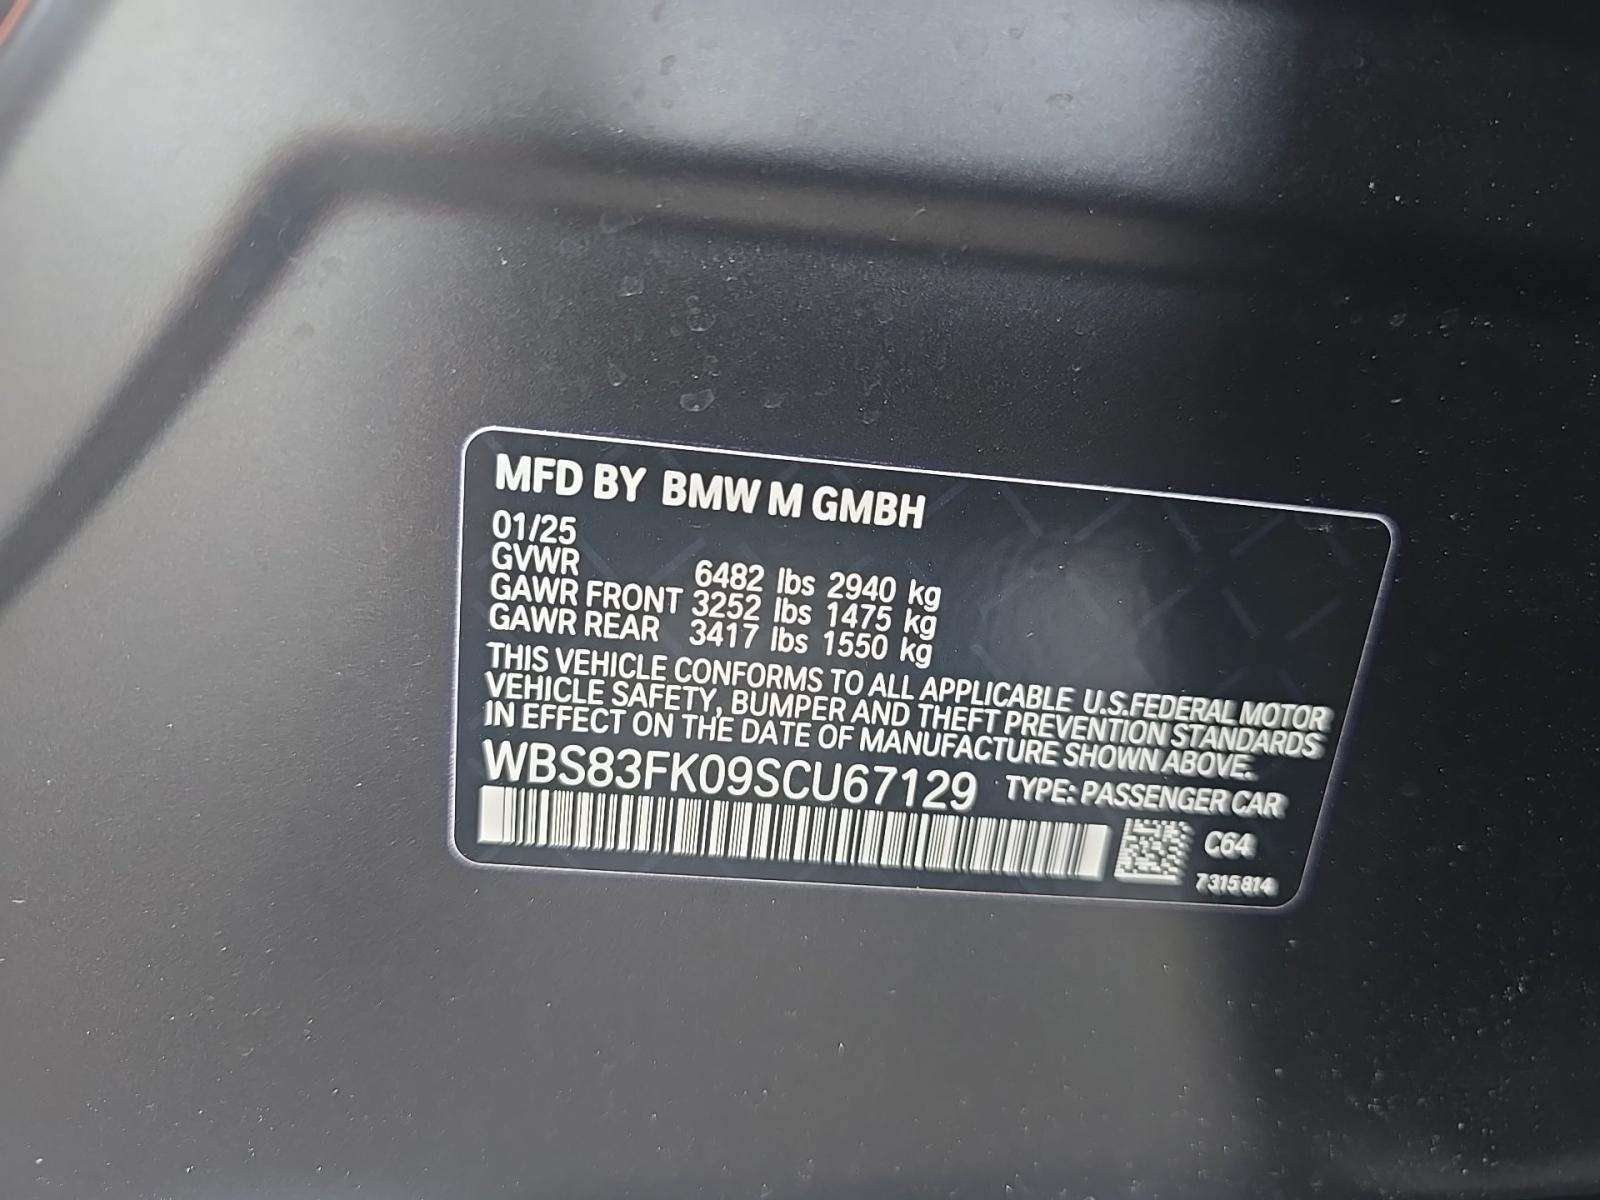 MFD BY BMW M GMBH
01/25
GVWR 6482 lbs 2940 kg
GAWR FRONT 3252 lbs 1475 kg
GAWR REAR 3417 lbs 1550 kg
THIS VEHICLE CONFORMS TO ALL APPLICABLE U.S.FEDERAL MOTOR
VEHICLE SAFETY, BUMPER AND THEFT PREVENTION STANDARDS
IN EFFECT ON THE DATE OF MANUFACTURE SHOWN ABOVE.
WBS83FK09SCU67129 TYPE: PASSENGER CAR
C64
7315814